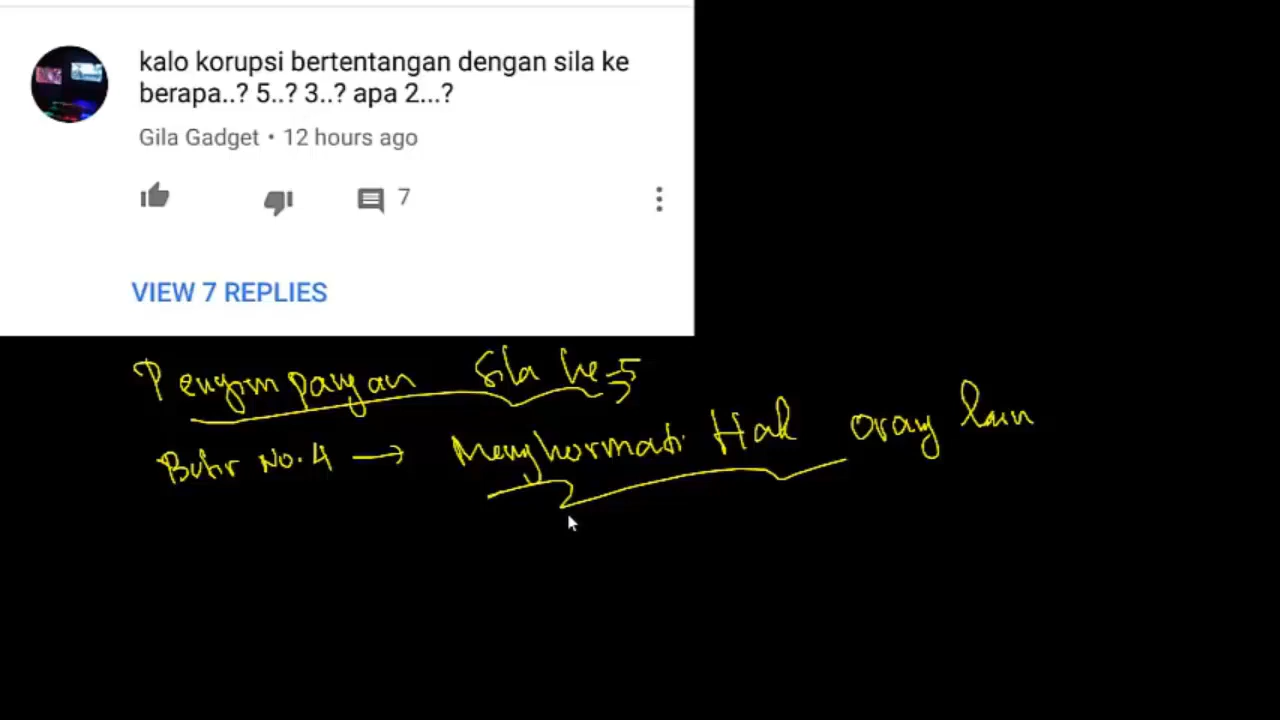 kalo korupsi bertentangan dengan sila ke
berapa..? 5..? 3..? apa 2...?
Gila Gadget • 12 hours ago
7
VIEW 7 REPLIES
Penyimpangan Sila ke-5
Butir No.4 → Menghormati Hak orang lain